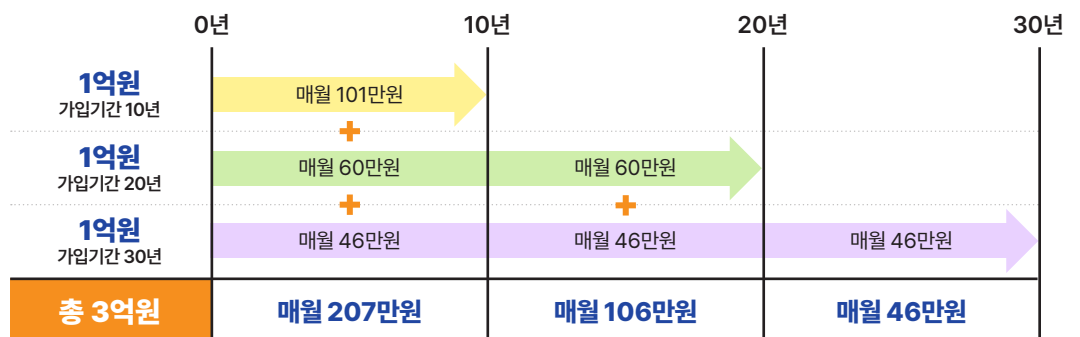 0년 10년 20년 30년
1억원
가입기간 10년
매월 101만원
+
1억원
가입기간 20년
매월 60만원 매월 60만원
+ +
1억원
가입기간 30년
매월 46만원 매월 46만원 매월 46만원
총 3억원 매월 207만원 매월 106만원 매월 46만원